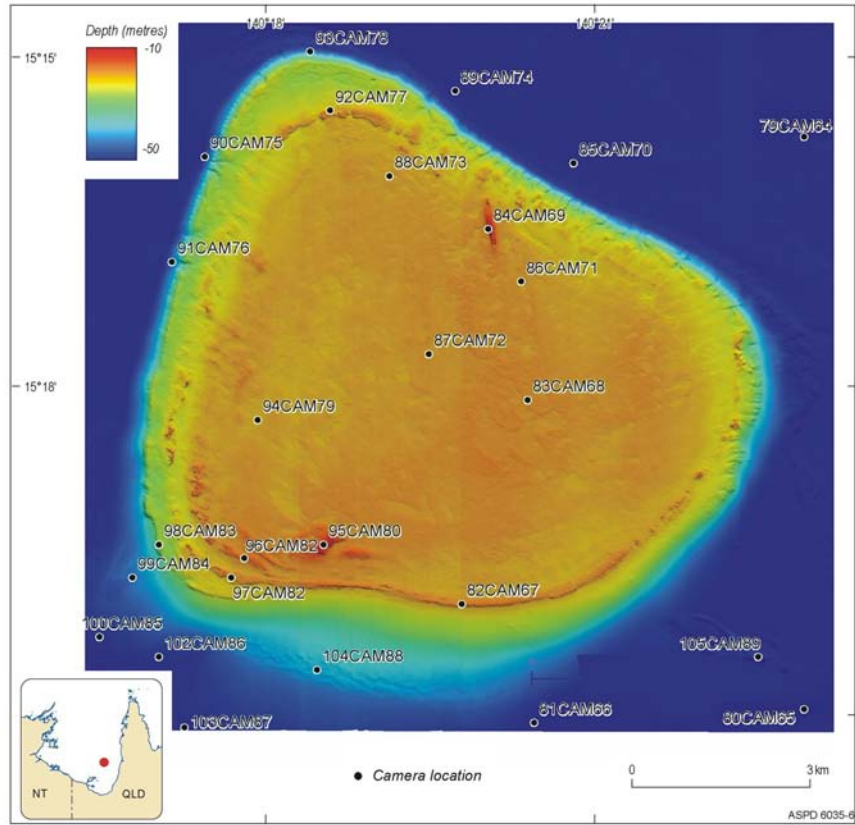 140°18'
140°21'
Depth (metres)
-10
-50
15°15'
93CAM78
89CAM74
92CAM77
79CAM64
90CAM75
85CAM70
88CAM73
84CAM69
91CAM76
86CAM71
87CAM72
15°18'
83CAM68
94CAM79
98CAM83
96CAM82
95CAM80
99CAM84
97CAM82
82CAM67
100CAM85
102CAM86
105CAM89
104CAM88
81CAM66
80CAM65
103CAM87
NT
QLD
Camera location
0
3 km
ASPD 6035-6